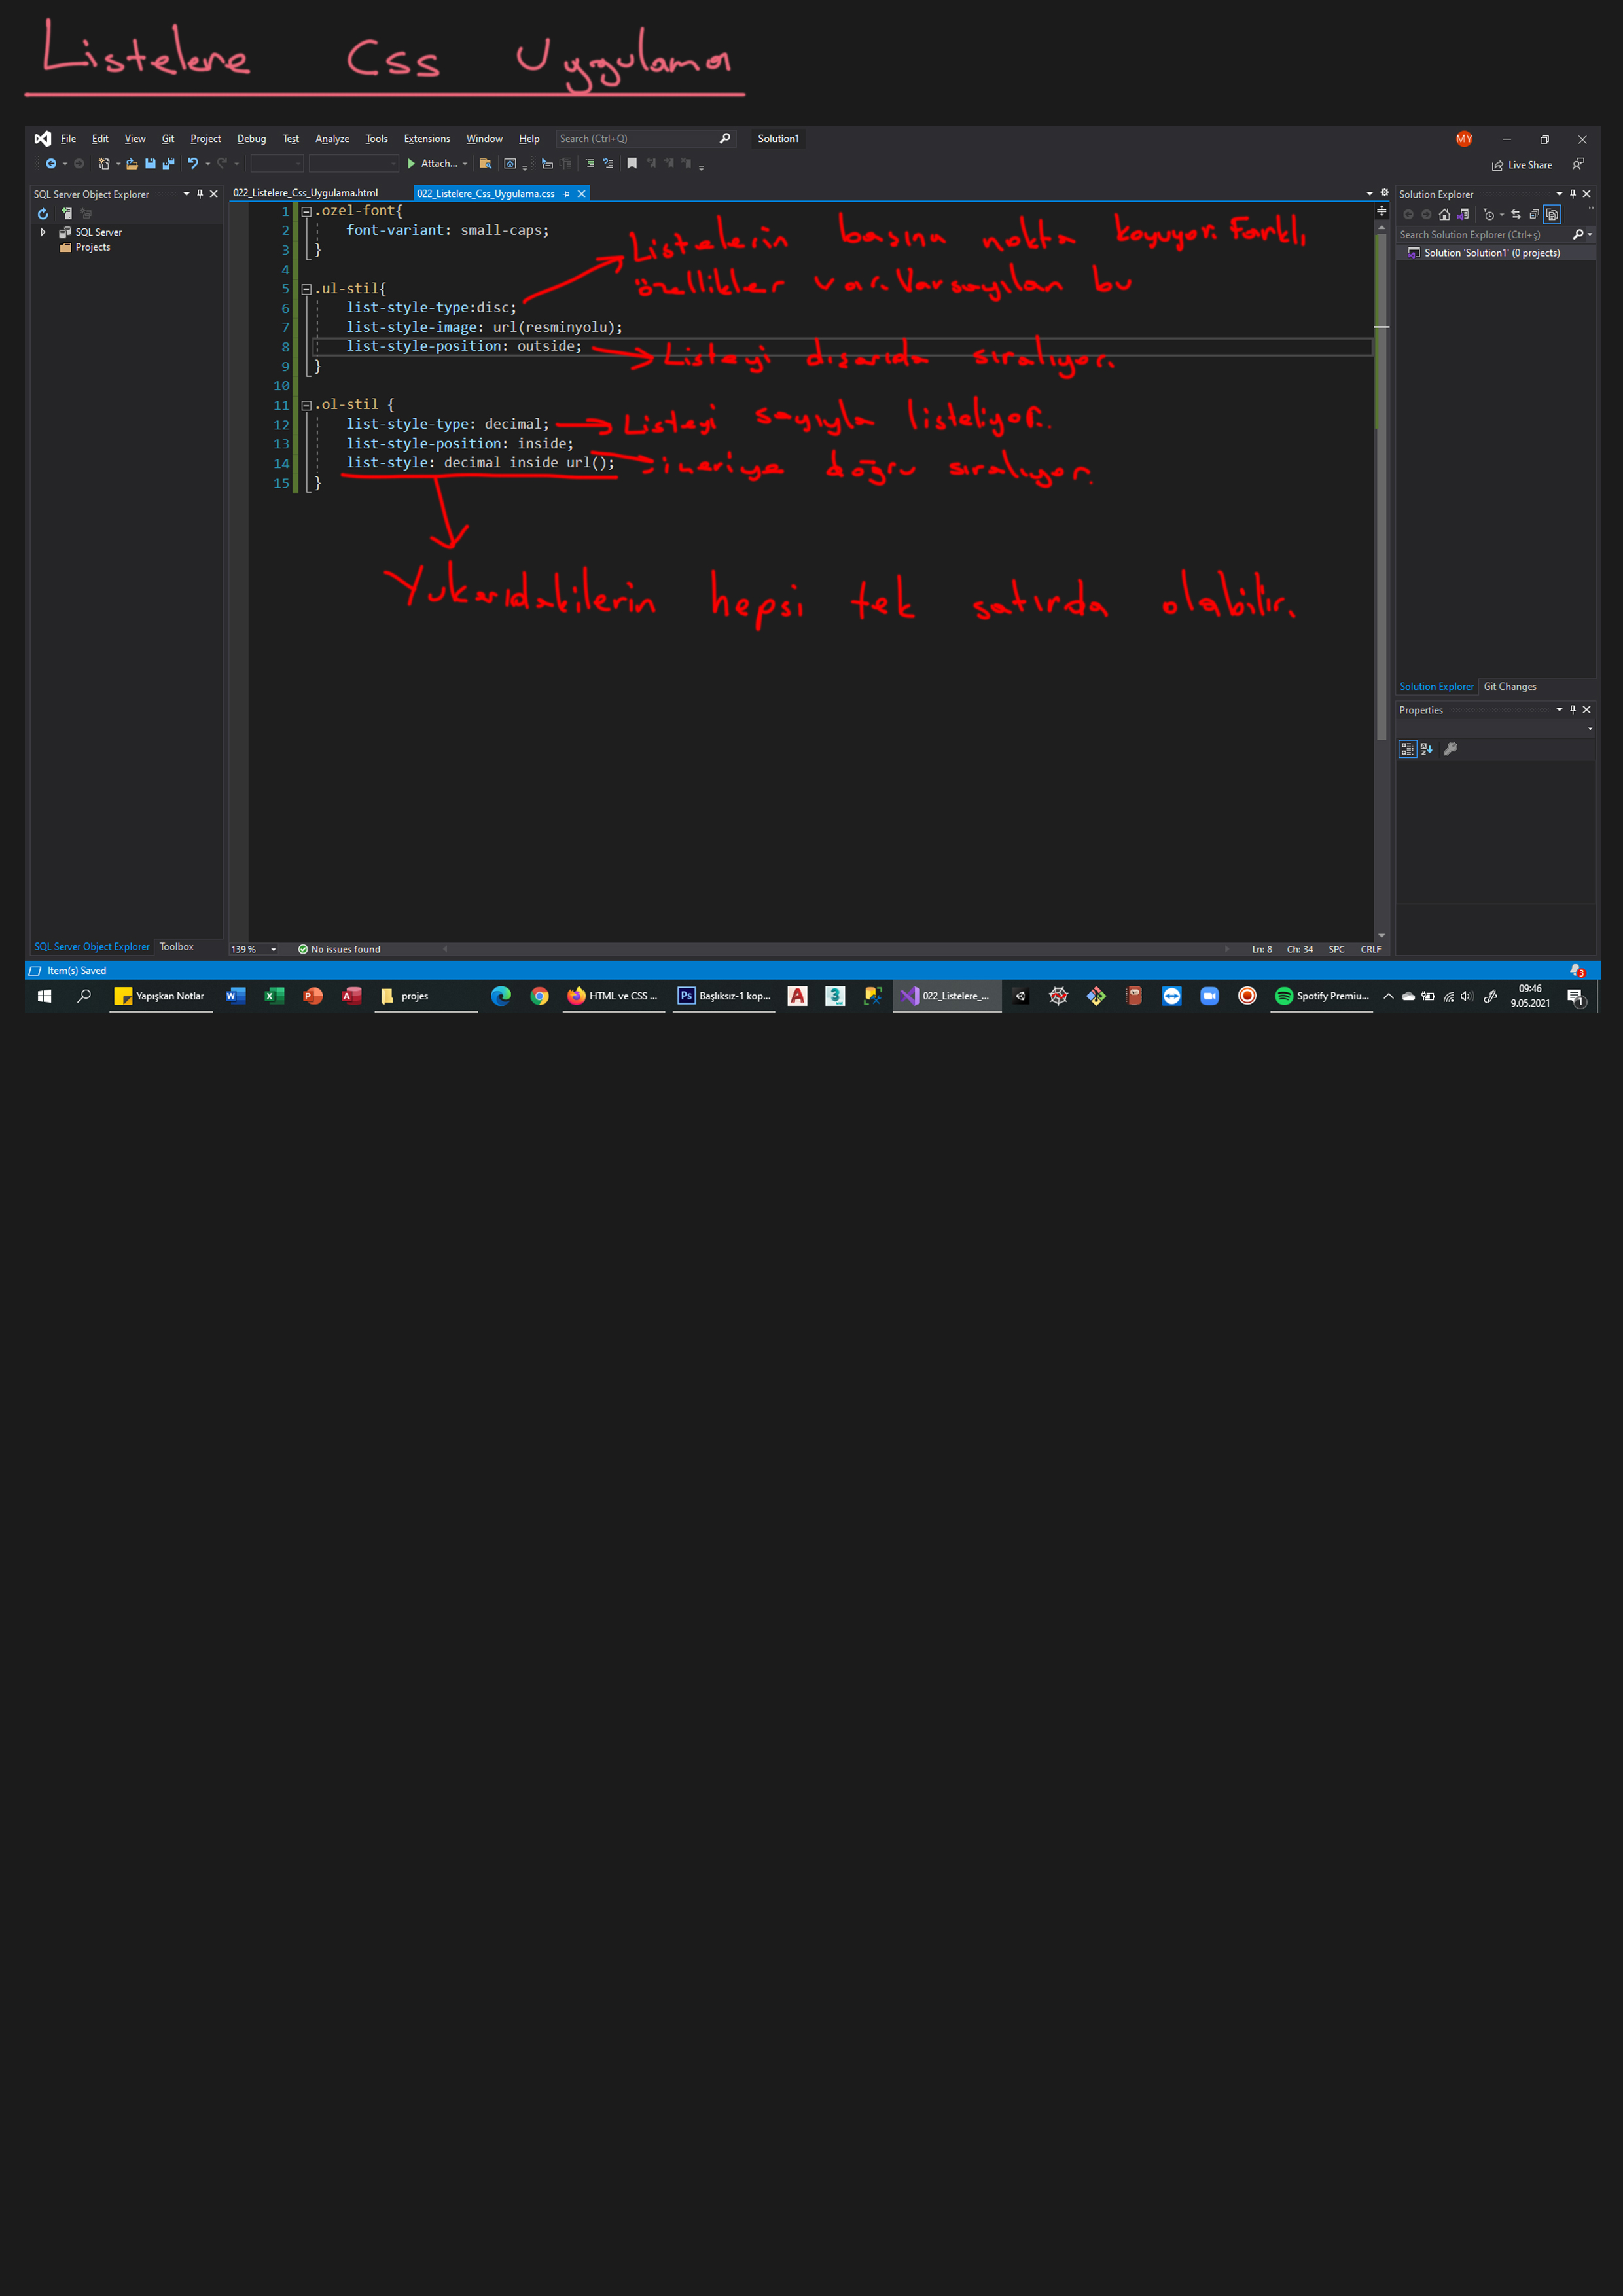 Listelere Css Uygulama
File Edit View Git Project Debug Test Analyze Tools Extensions Window Help Search (Ctrl+Q) Solution1 MY
Attach... Live Share
SQL Server Object Explorer
SQL Server
Projects
022_Listelere_Css_Uygulama.html 022_Listelere_Css_Uygulama.css
1 .ozel-font{
2 font-variant: small-caps;
3 }
4
5 .ul-stil{
6 list-style-type:disc;
7 list-style-image: url(resminyolu);
8 list-style-position: outside;
9 }
10
11 .ol-stil {
12 list-style-type: decimal;
13 list-style-position: inside;
14 list-style: decimal inside url();
15 }
Listelerin basına nokta koyuyor. Farklı
özellikler var. Varsayılan bu
Listeyi dışarıda sıralıyor.
Listeyi sayıyla listeliyor.
doğru sıralıyor.
Yukarıdakilerin hepsi tek satırda olabilir.
Solution Explorer
Search Solution Explorer (Ctrl+ş)
Solution 'Solution1' (0 projects)
Solution Explorer Git Changes
Properties
SQL Server Object Explorer Toolbox
139 % No issues found Ln: 8 Ch: 34 SPC CRLF
Item(s) Saved 3
Yapışkan Notlar projes HTML ve CSS ... Başlıksız-1 kop... 022_Listelere_... Spotify Premiu... 09:46
9.05.2021 1